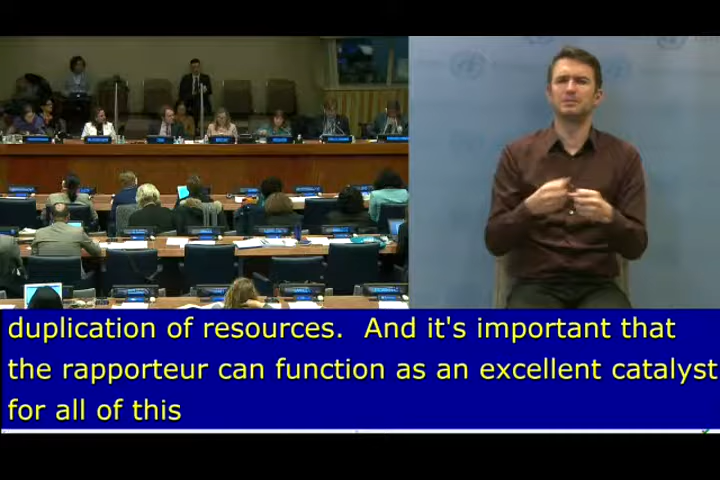 duplication of resources.  And it's important that
the rapporteur can function as an excellent catalyst
for all of this